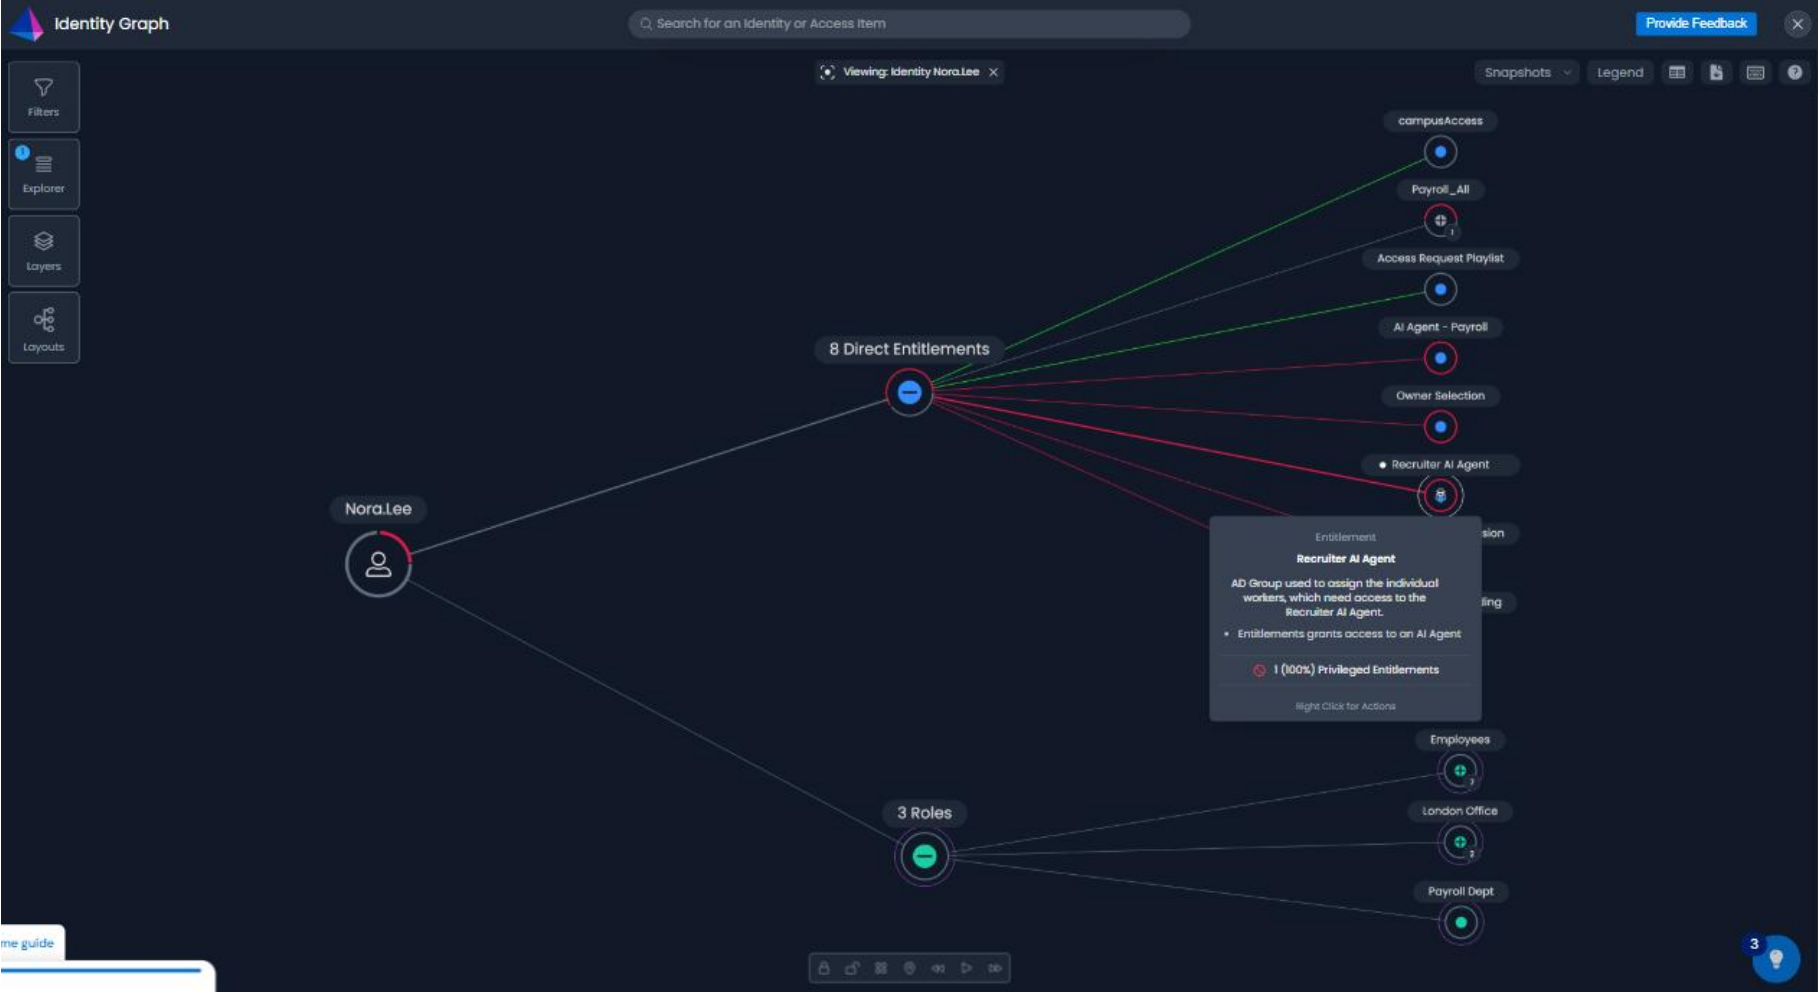 Identity Graph
Search for an Identity or Access Item
Provide Feedback
Filters
Explorer
Layers
Layouts
Viewing: Identity Nora.Lee
Snapshots
Legend
campusAccess
Payroll_All
1
Access Request Playlist
AI Agent - Payroll
Owner Selection
Recruiter AI Agent
sion
ling
8 Direct Entitlements
Nora.Lee
Entitlement
Recruiter AI Agent
AD Group used to assign the individual
workers, which need access to the
Recruiter AI Agent.
• Entitlements grants access to an AI Agent
1 (100%) Privileged Entitlements
Right Click for Actions
3 Roles
Employees
London Office
Payroll Dept
me guide
3